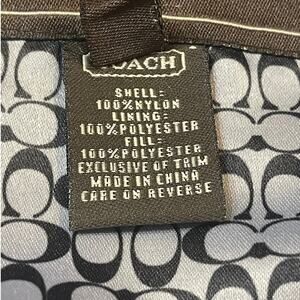 COACH
SHELL:
100%NYLON
LINING:
100%POLYESTER
FILL:
100%POLYESTER
EXCLUSIVE OF TRIM
MADE IN CHINA
CARE ON REVERSE